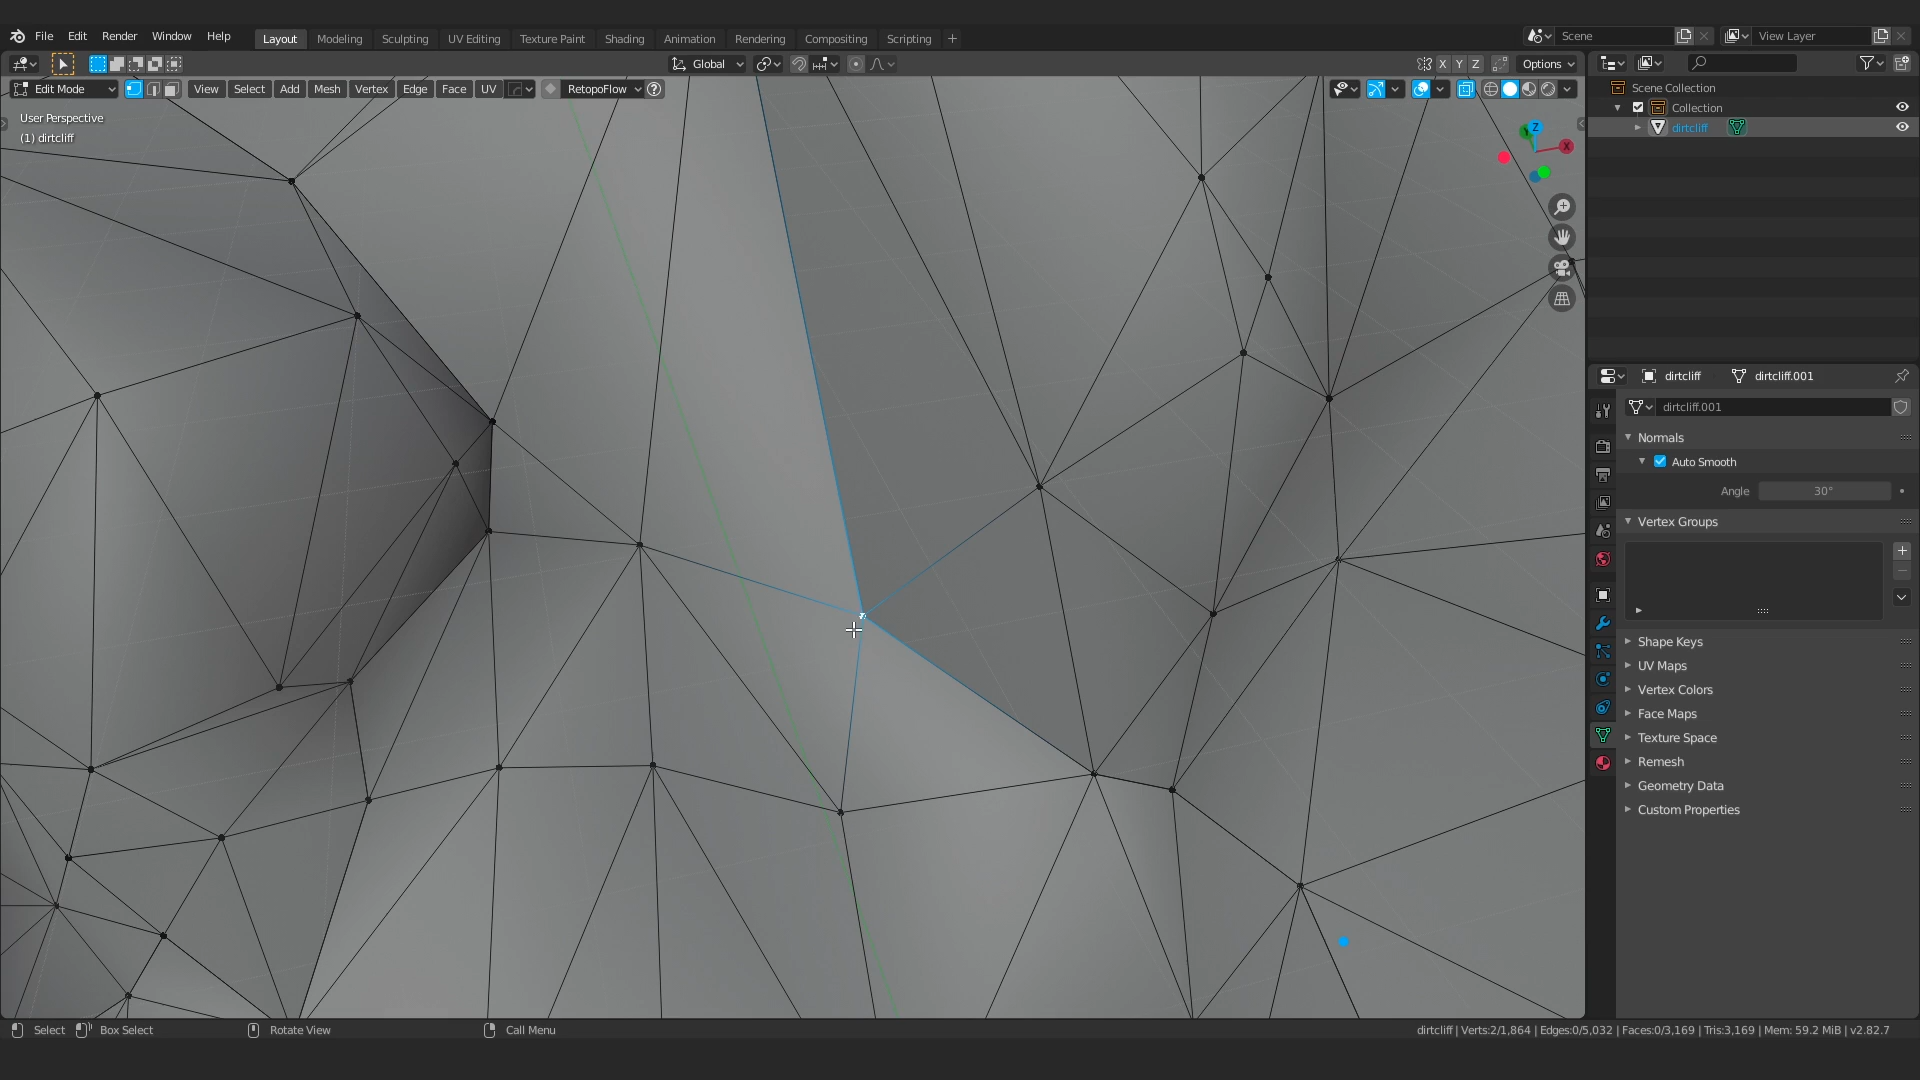 File Edit Render Window Help Layout Modeling Sculpting UV Editing Texture Paint Shading Animation Rendering Compositing Scripting + Scene View Layer
Global X Y Z Options
Edit Mode View Select Add Mesh Vertex Edge Face UV RetopoFlow ?
User Perspective
(1) dirtcliff
Z
Y
X
Scene Collection
Collection
dirtcliff
dirtcliff dirtcliff.001
dirtcliff.001
Normals
Auto Smooth
Angle 30°
Vertex Groups
Shape Keys
UV Maps
Vertex Colors
Face Maps
Texture Space
Remesh
Geometry Data
Custom Properties
Select Box Select Rotate View Call Menu dirtcliff | Verts:2/1,864 | Edges:0/5,032 | Faces:0/3,169 | Tris:3,169 | Mem: 59.2 MiB | v2.82.7